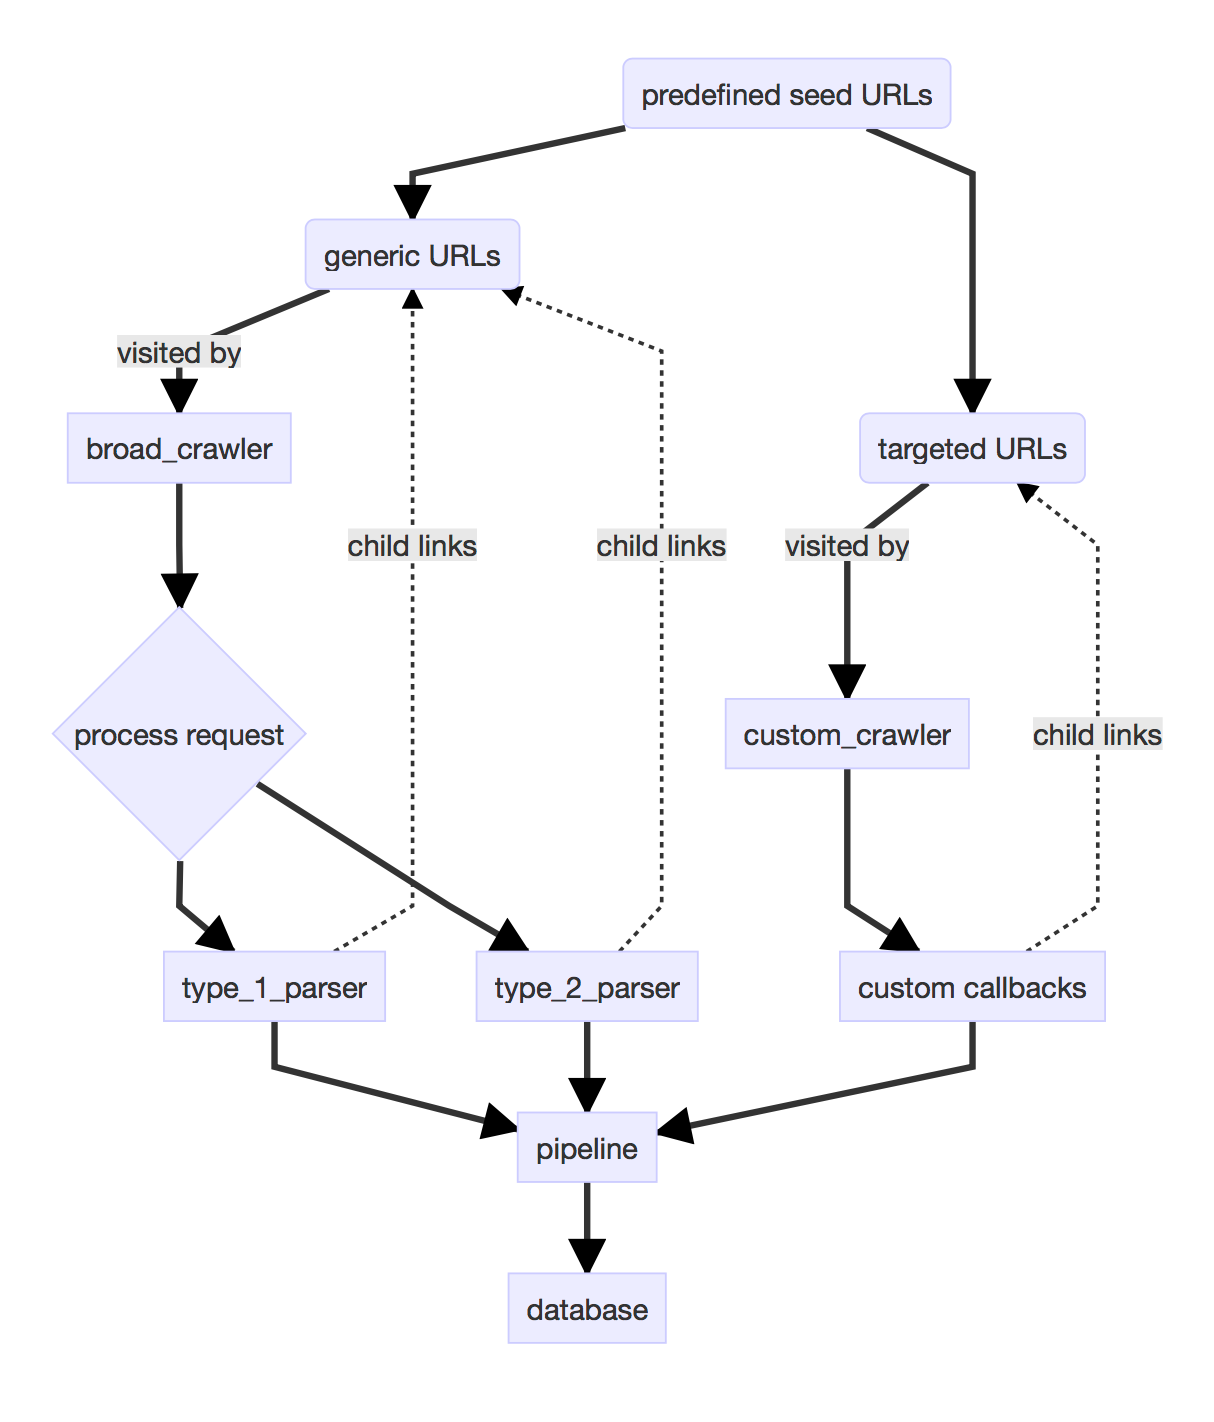 predefined seed URLs
generic URLs
visited by
broad_crawler
targeted URLs
child links
child links
visited by
process request
custom_crawler
child links
type_1_parser
type_2_parser
custom callbacks
pipeline
database